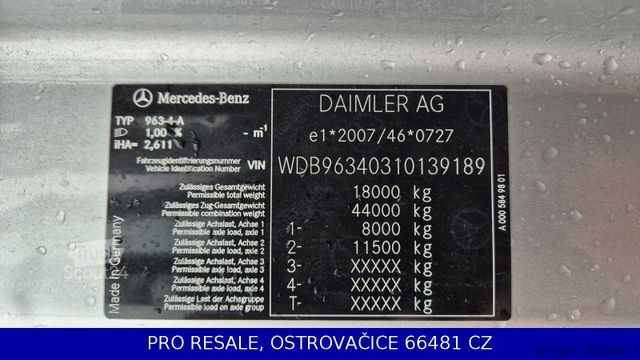 Mercedes-Benz
DAIMLER AG
TYP 963-4-A
1,00 % - m⁻¹
iHA= 2,611
e1*2007/46*0727
Fahrzeugidentifizierungsnummer
Vehicle Identification Number VIN WDB96340310139189
Zulässiges Gesamtgewicht
Permissible total weight 18000 kg
Zulässiges Zug-Gesamtgewicht
Permissible combination weight 44000 kg
Zulässige Achslast, Achse 1
Permissible axle load, axle 1 1- 8000 kg
Zulässige Achslast, Achse 2
Permissible axle load, axle 2 2- 11500 kg
Zulässige Achslast, Achse 3
Permissible axle load, axle 3 3- XXXXX kg
Zulässige Achslast, Achse 4
Permissible axle load, axle 4 4- XXXXX kg
Zulässige Last der Achsgruppe
Permissible load on axle group T- XXXXX kg
Made in Germany
A 000 584 98 01
Truck
Scout24
PRO RESALE, OSTROVAČICE 66481 CZ